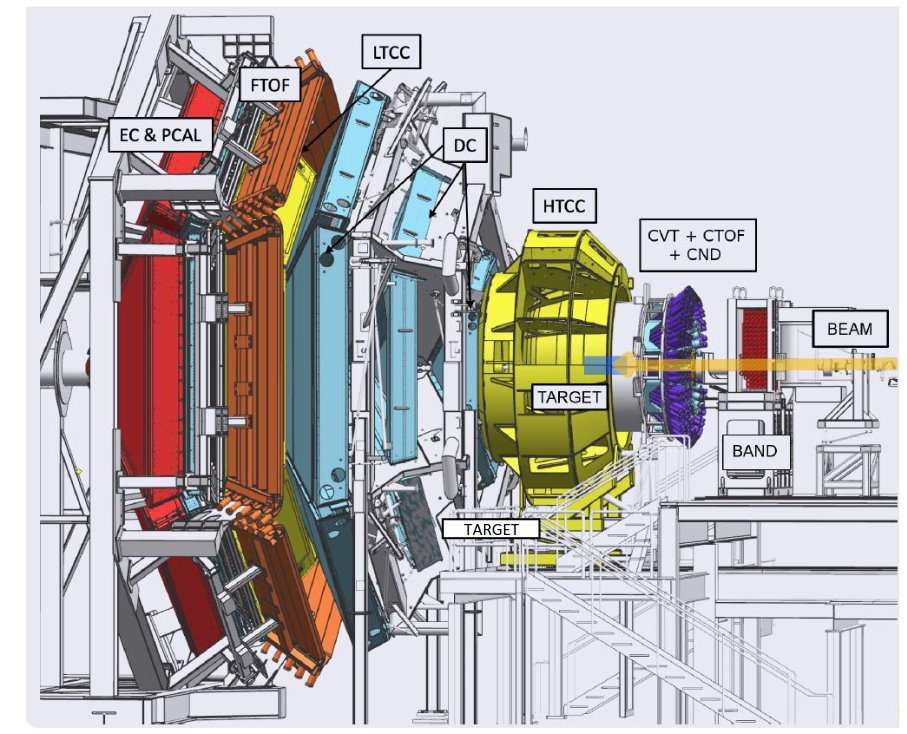 LTCC
FTOF
EC & PCAL
DC
HTCC
CVT + CTOF
+ CND
BEAM
TARGET
BAND
TARGET